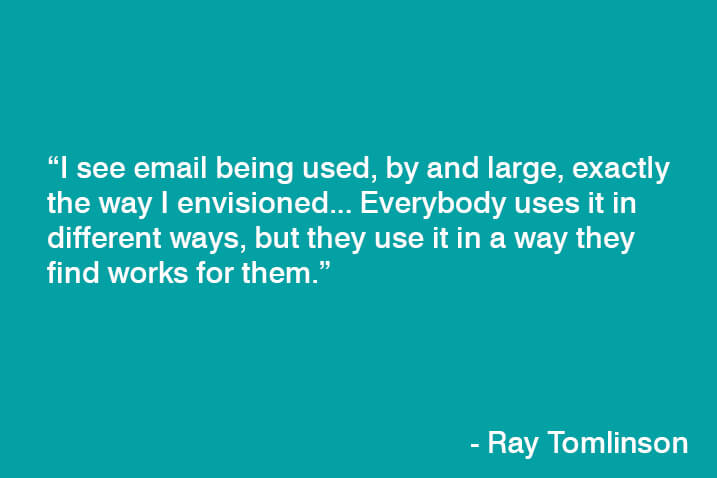 “I see email being used, by and large, exactly
the way I envisioned... Everybody uses it in
different ways, but they use it in a way they
find works for them.”
- Ray Tomlinson